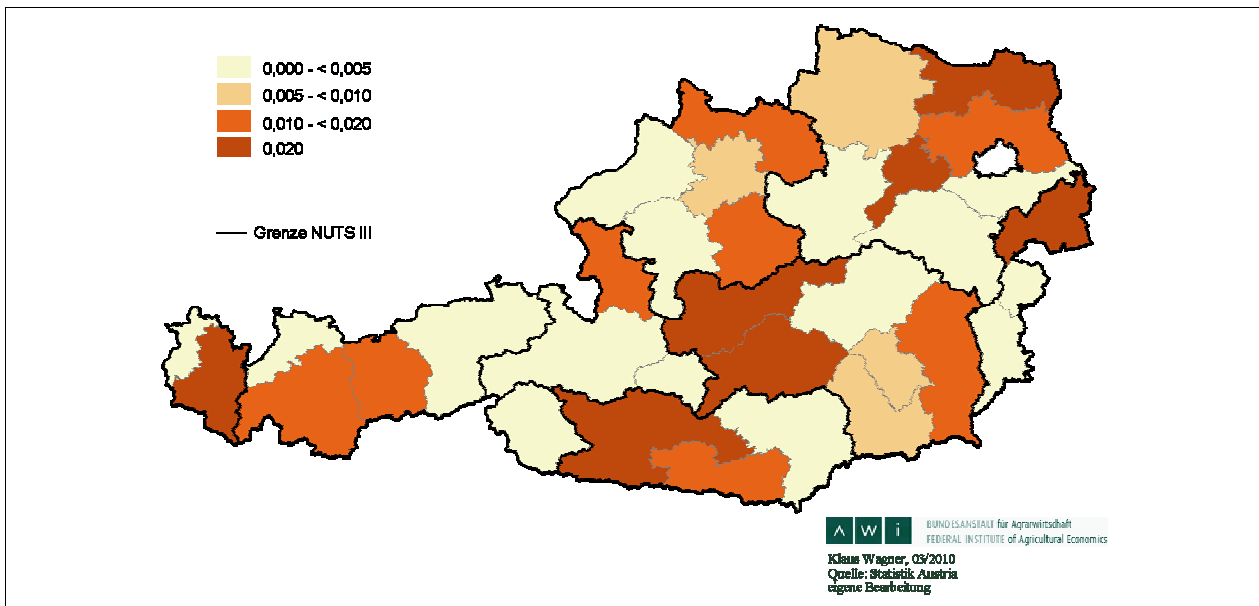 0,000 - < 0,005
0,005 - < 0,010
0,010 - < 0,020
0,020
Grenze NUTS III
AWi
BUNDESANSTALT für Agrarwirtschaft
FEDERAL INSTITUTE of Agricultural Economics
Klaus Wagner, 03/2010
Quelle: Statistik Austria
eigene Bearbeitung